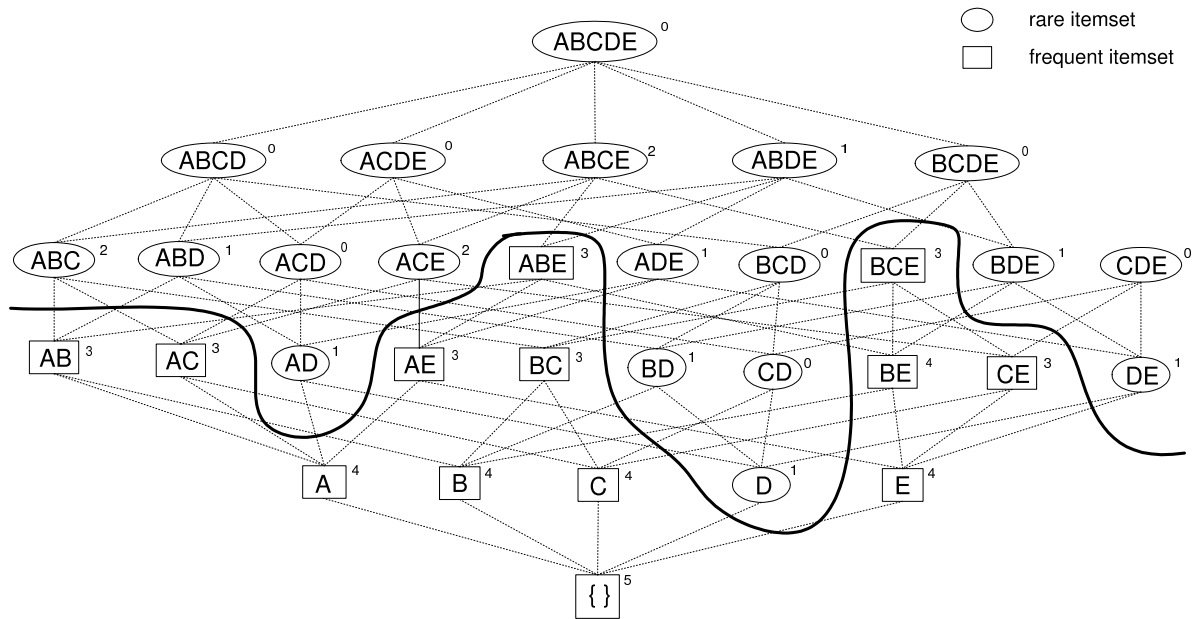 rare itemset
frequent itemset
ABCDE 0
ABCD 0 ACDE 0 ABCE 2 ABDE 1 BCDE 0
ABC 2 ABD 1 ACD 0 ACE 2 ABE 3 ADE 1 BCD 0 BCE 3 BDE 1 CDE 0
AB 3 AC 3 AD 1 AE 3 BC 3 BD 1 CD 0 BE 4 CE 3 DE 1
A 4 B 4 C 4 D 1 E 4
{ } 5